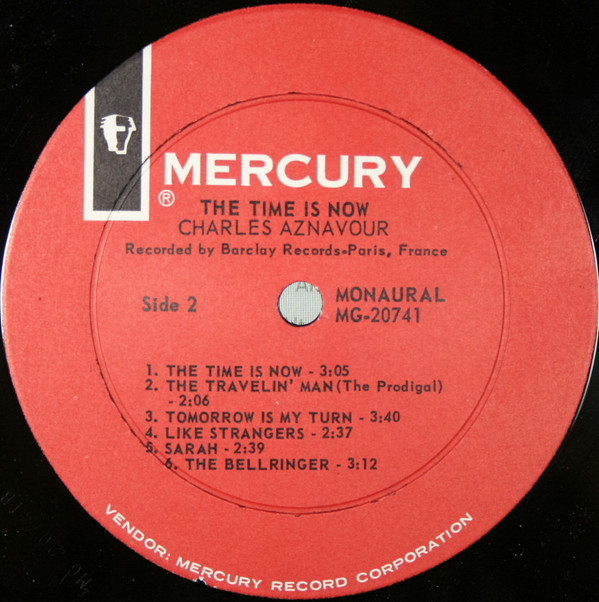 MERCURY
®
THE TIME IS NOW
CHARLES AZNAVOUR
Recorded by Barclay Records-Paris, France
Side 2
MONAURAL
MG-20741
1. THE TIME IS NOW - 3:05
2. THE TRAVELIN' MAN (The Prodigal)
- 2:06
3. TOMORROW IS MY TURN - 3:40
4. LIKE STRANGERS - 2:37
5. SARAH - 2:39
6. THE BELLRINGER - 3:12
VENDOR: MERCURY RECORD CORPORATION